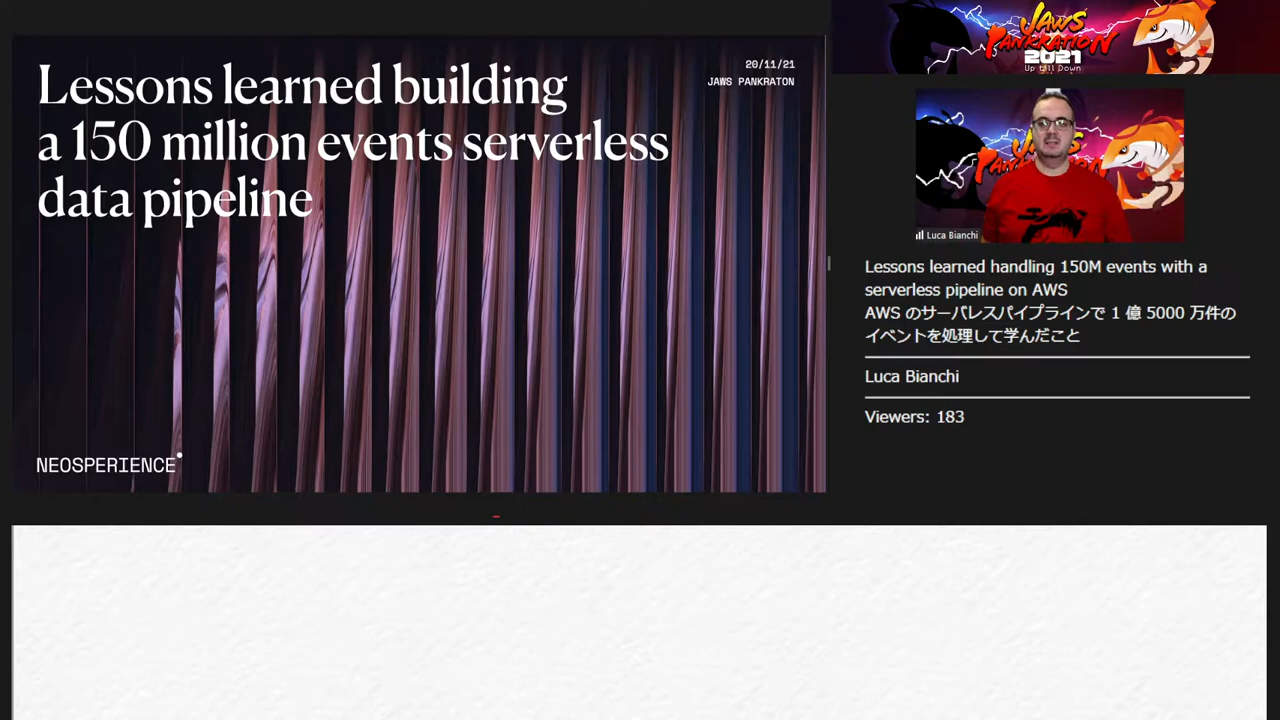 Lessons learned building
a 150 million events serverless
data pipeline
20/11/21
JAWS PANKRATON
NEOSPERIENCE
JAWS
PANKRATION
2021
Up till Down
Luca Bianchi
Lessons learned handling 150M events with a
serverless pipeline on AWS
AWS のサーバレスパイプラインで 1 億 5000 万件の
イベントを処理して学んだこと
Luca Bianchi
Viewers: 183